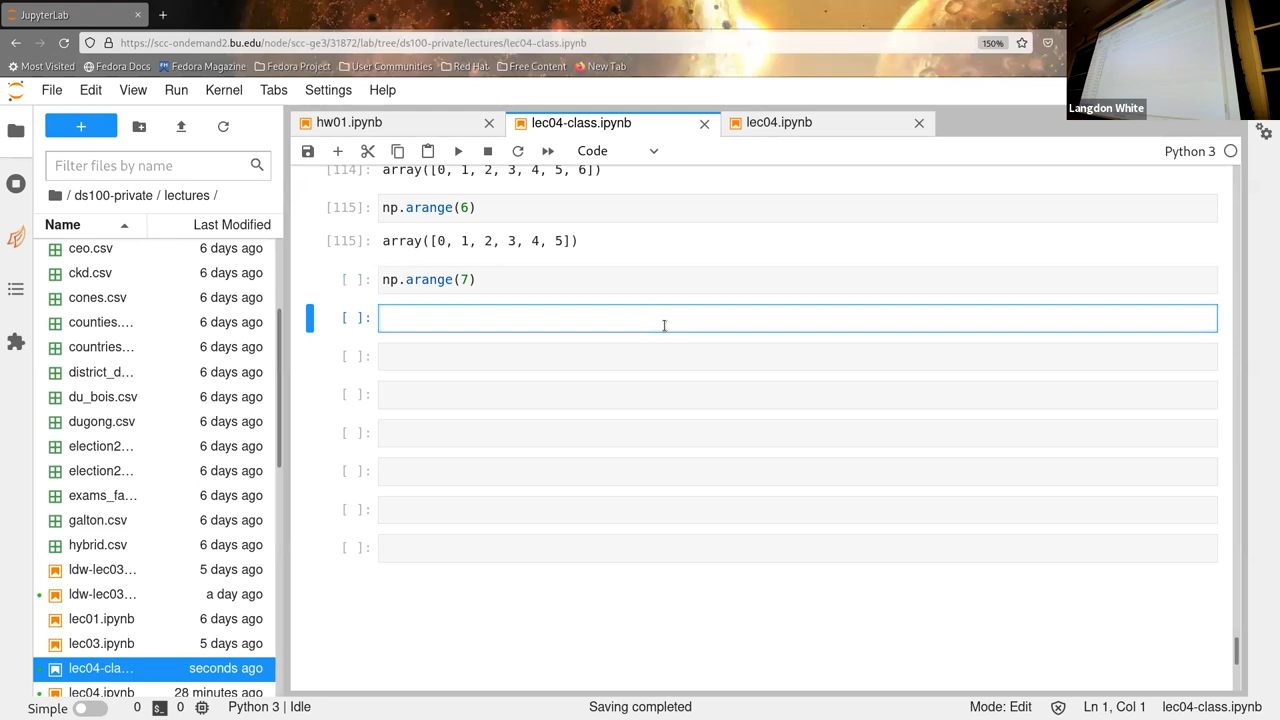 JupyterLab
https://scc-ondemand2.bu.edu/node/scc-ge3/31872/lab/tree/ds100-private/lectures/lec04-class.ipynb
150%
Most Visited
Fedora Docs
Fedora Magazine
Fedora Project
User Communities
Red Hat
Free Content
New Tab
Langdon White
File Edit View Run Kernel Tabs Settings Help
hw01.ipynb
lec04-class.ipynb
lec04.ipynb
Code
Python 3
Filter files by name
/ ds100-private / lectures /
Name Last Modified
ceo.csv 6 days ago
ckd.csv 6 days ago
cones.csv 6 days ago
counties.... 6 days ago
countries... 6 days ago
district_d... 6 days ago
du_bois.csv 6 days ago
dugong.csv 6 days ago
election2... 6 days ago
election2... 6 days ago
exams_fa... 6 days ago
galton.csv 6 days ago
hybrid.csv 6 days ago
ldw-lec03... 5 days ago
ldw-lec03... a day ago
lec01.ipynb 6 days ago
lec03.ipynb 5 days ago
lec04-cla... seconds ago
lec04.ipynb 28 minutes ago
[114]: array([0, 1, 2, 3, 4, 5, 6])
[115]: np.arange(6)
[115]: array([0, 1, 2, 3, 4, 5])
[ ]: np.arange(7)
[ ]:
[ ]:
[ ]:
[ ]:
[ ]:
[ ]:
[ ]:
Simple 0 $_ 0 Python 3 | Idle Saving completed Mode: Edit Ln 1, Col 1 lec04-class.ipynb